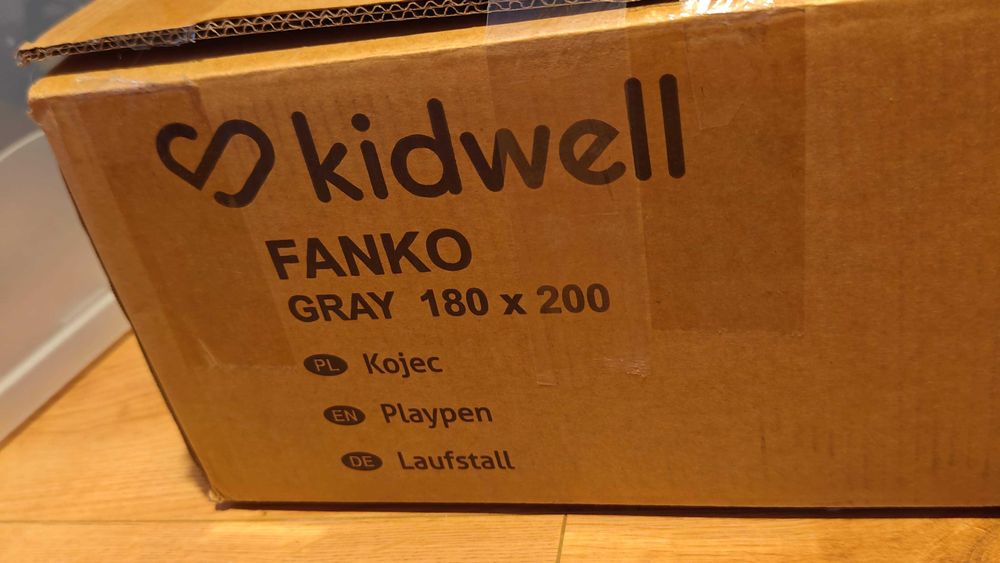 kidwell
FANKO
GRAY 180 x 200
PL Kojec
EN Playpen
DE Laufstall